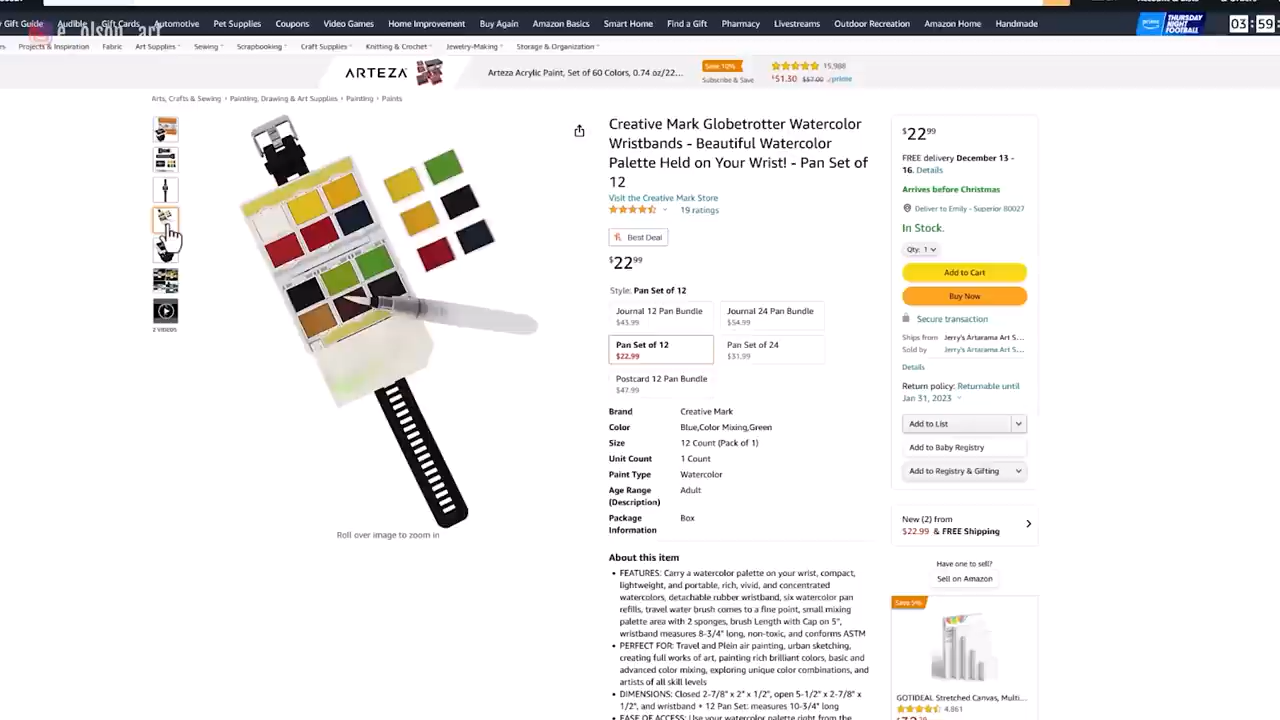 Gift Guide Audible Gift Cards Automotive Pet Supplies Coupons Video Games Home Improvement Buy Again Amazon Basics Smart Home Find a Gift Pharmacy Livestreams Outdoor Recreation Amazon Home Handmade
prime THURSDAY NIGHT FOOTBALL 03 : 59 :
e_olson_art
Projects & Inspiration Fabric Art Supplies Sewing Scrapbooking Craft Supplies Knitting & Crochet Jewelry-Making Storage & Organization
ARTEZA Arteza Acrylic Paint, Set of 60 Colors, 0.74 oz/22... Save 10% Subscribe & Save 15,988 $51.30 $57.00 prime
Arts, Crafts & Sewing › Painting, Drawing & Art Supplies › Painting › Paints
2 VIDEOS
Roll over image to zoom in
Creative Mark Globetrotter Watercolor
Wristbands - Beautiful Watercolor
Palette Held on Your Wrist! - Pan Set of
12
Visit the Creative Mark Store
19 ratings
Best Deal
$22.99
Style: Pan Set of 12
Journal 12 Pan Bundle Journal 24 Pan Bundle
$43.99 $54.99
Pan Set of 12 Pan Set of 24
$22.99 $31.99
Postcard 12 Pan Bundle
$47.99
Brand Creative Mark
Color Blue,Color Mixing,Green
Size 12 Count (Pack of 1)
Unit Count 1 Count
Paint Type Watercolor
Age Range Adult
(Description)
Package Box
Information
About this item
• FEATURES: Carry a watercolor palette on your wrist, compact,
lightweight, and portable, rich, vivid, and concentrated
watercolors, detachable rubber wristband, six watercolor pan
refills, travel water brush comes to a fine point, small mixing
palette area with 2 sponges, brush Length with Cap on 5",
wristband measures 8-3/4" long, non-toxic, and conforms ASTM
• PERFECT FOR: Travel and Plein air painting, urban sketching,
creating full works of art, painting rich brilliant colors, basic and
advanced color mixing, exploring unique color combinations, and
artists of all skill levels
• DIMENSIONS: Closed 2-7/8" x 2" x 1/2", open 5-1/2" x 2-7/8" x
1/2", and wristband + 12 Pan Set: measures 10-3/4" long
• EASE OF ACCESS: Use your watercolor palette right from the
$22.99
FREE delivery December 13 -
16. Details
Arrives before Christmas
Deliver to Emily - Superior 80027
In Stock.
Qty: 1
Add to Cart
Buy Now
Secure transaction
Ships from Jerry's Artarama Art S...
Sold by Jerry's Artarama Art S...
Details
Return policy: Returnable until
Jan 31, 2023
Add to List
Add to Baby Registry
Add to Registry & Gifting
New (2) from
$22.99 & FREE Shipping
Have one to sell?
Sell on Amazon
Save 5%
GOTIDEAL Stretched Canvas, Multi...
4,861